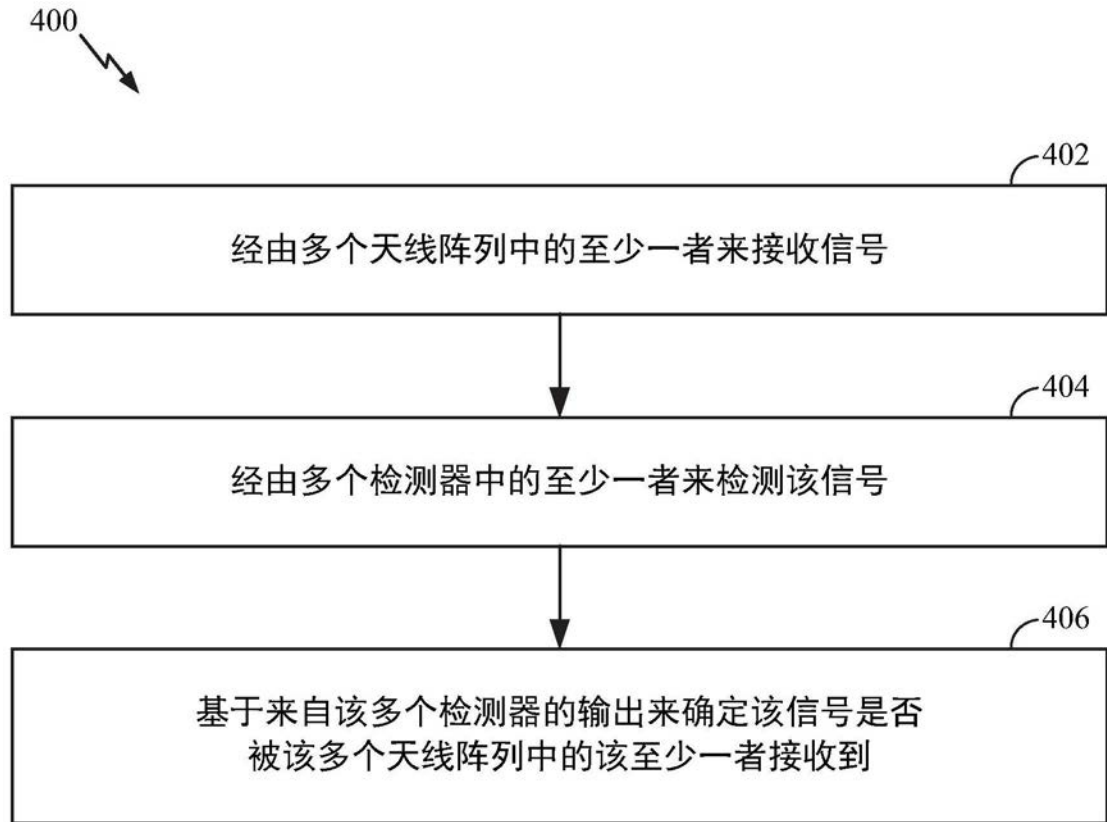 400
402
经由多个天线阵列中的至少一者来接收信号
404
经由多个检测器中的至少一者来检测该信号
406
基于来自该多个检测器的输出来确定该信号是否
被该多个天线阵列中的该至少一者接收到